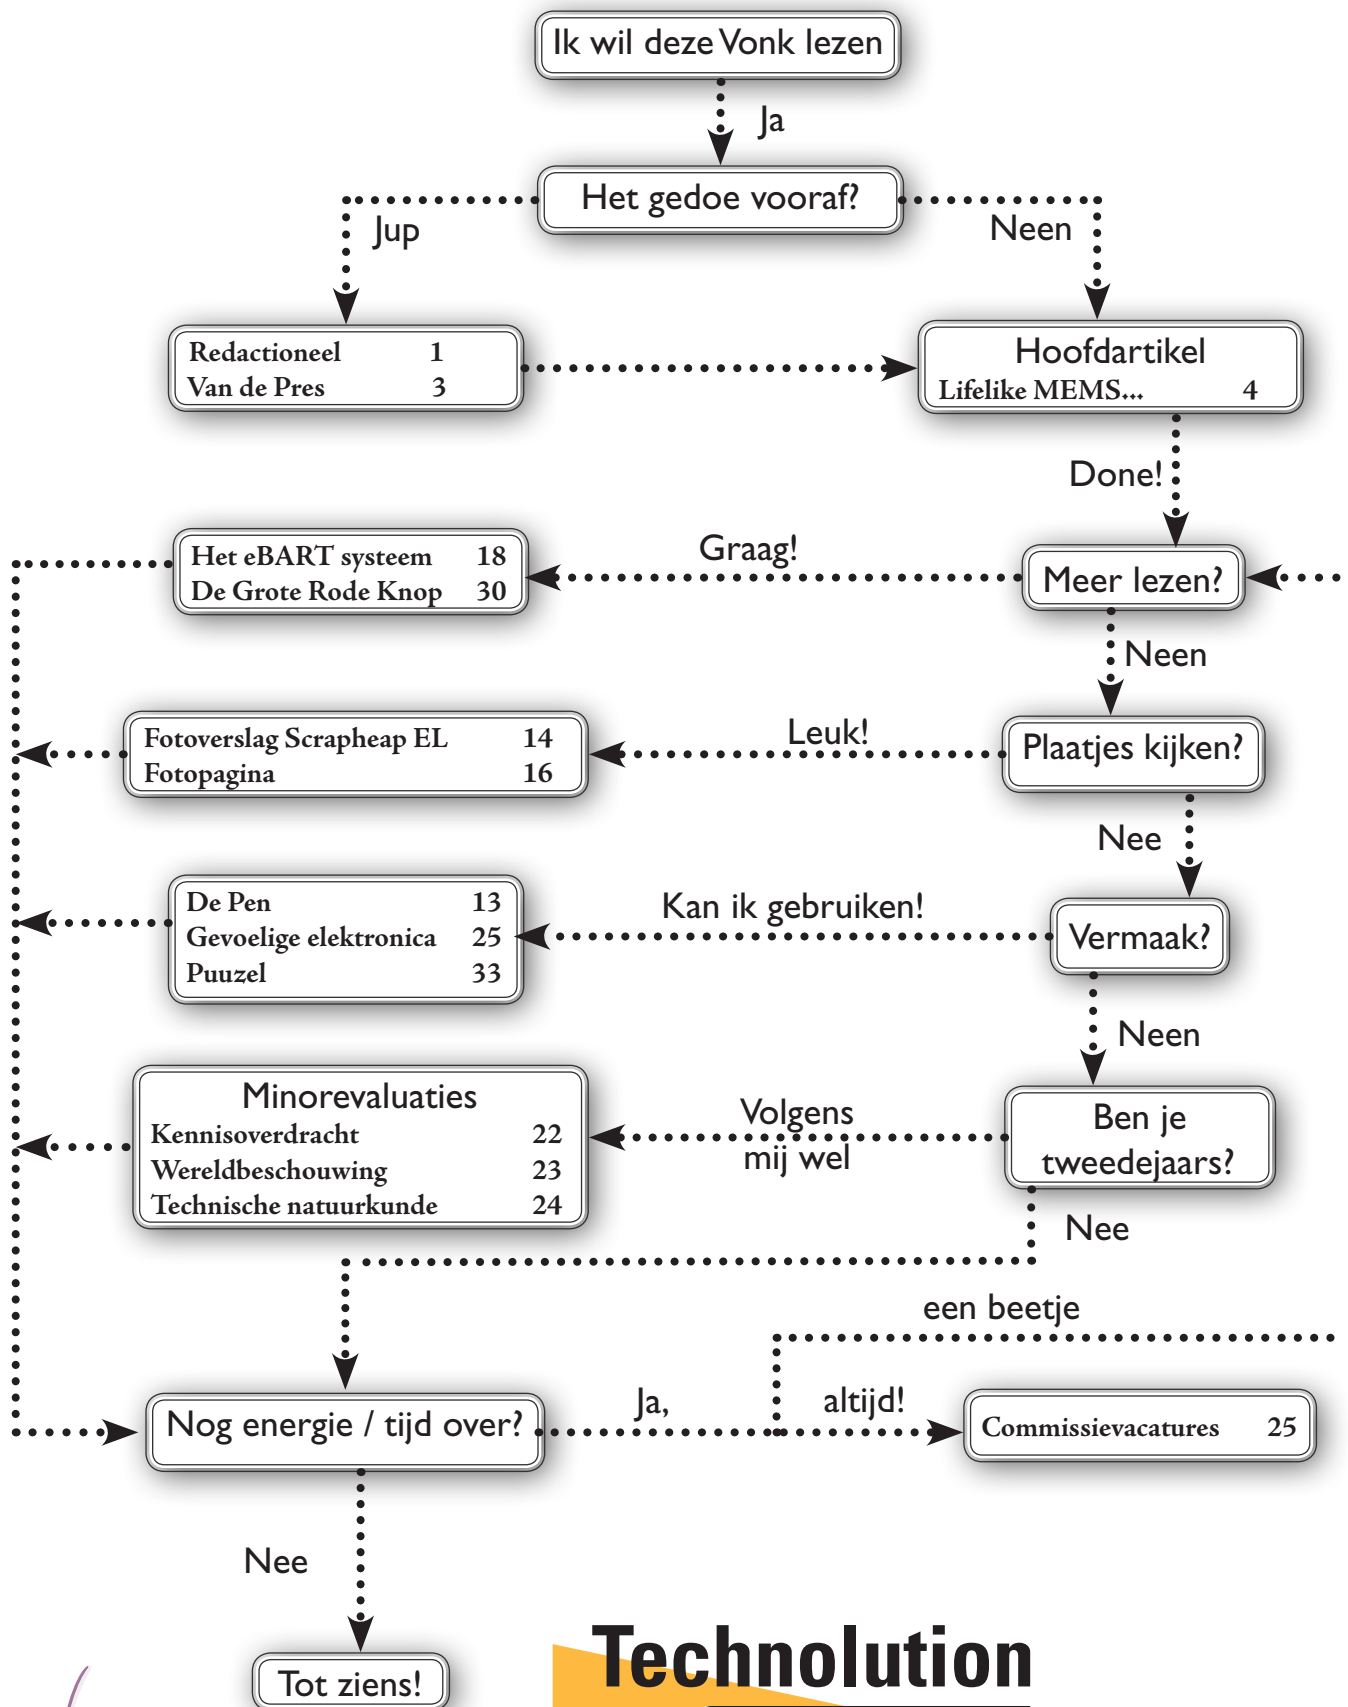 Ik wil deze Vonk lezen
Ja
Het gedoe vooraf?
Jup
Neen
Redactioneel 1
Van de Pres 3
Hoofdartikel
Lifelike MEMS... 4
Done!
Het eBART systeem 18
De Grote Rode Knop 30
Graag!
Meer lezen?
Neen
Fotoverslag Scrapheap EL 14
Fotopagina 16
Leuk!
Plaatjes kijken?
Nee
De Pen 13
Gevoelige elektronica 25
Puuzel 33
Kan ik gebruiken!
Vermaak?
Neen
Minorevaluaties
Kennisoverdracht 22
Wereldbeschouwing 23
Technische natuurkunde 24
Volgens
mij wel
Ben je
tweedejaars?
Nee
een beetje
Nog energie / tijd over?
Ja,
altijd!
Commissievacatures 25
Nee
Tot ziens!
Technolution